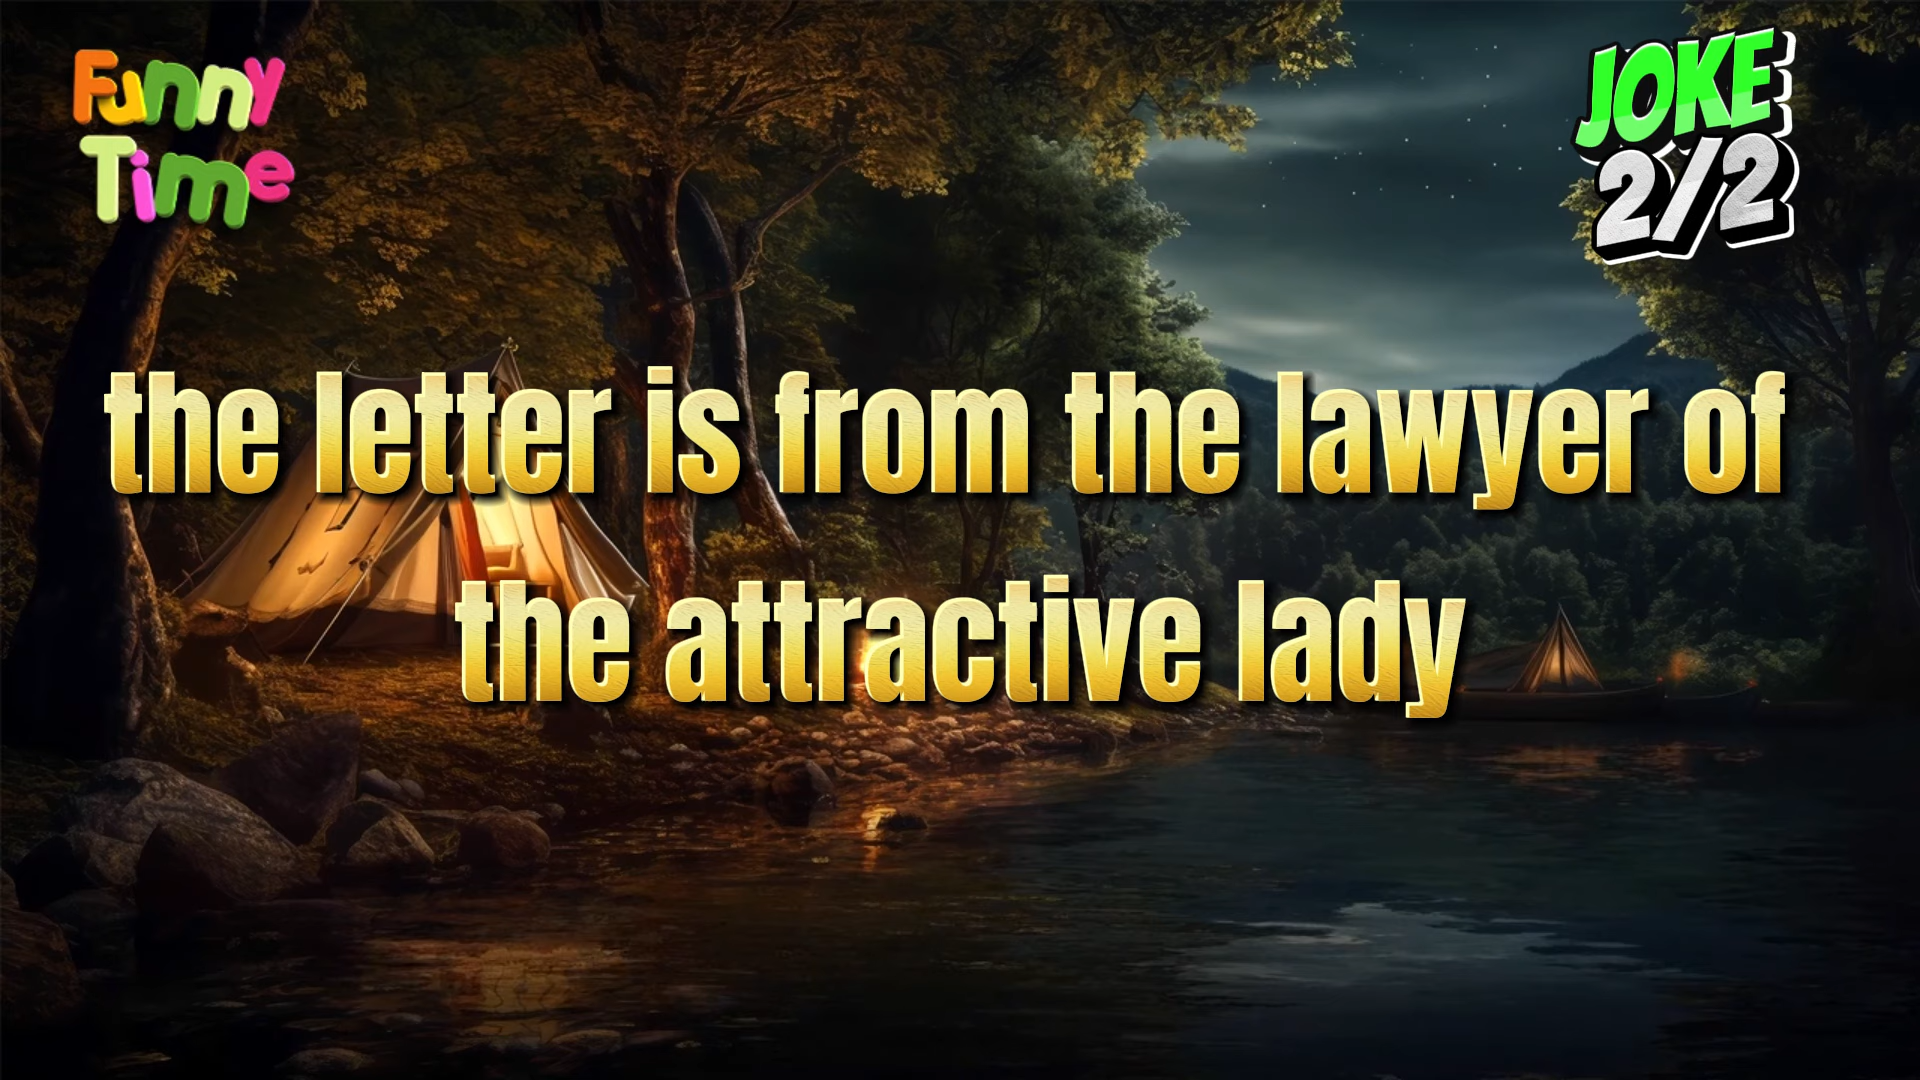 Funny
Time
JOKE
2/2
the letter is from the lawyer of
the attractive lady